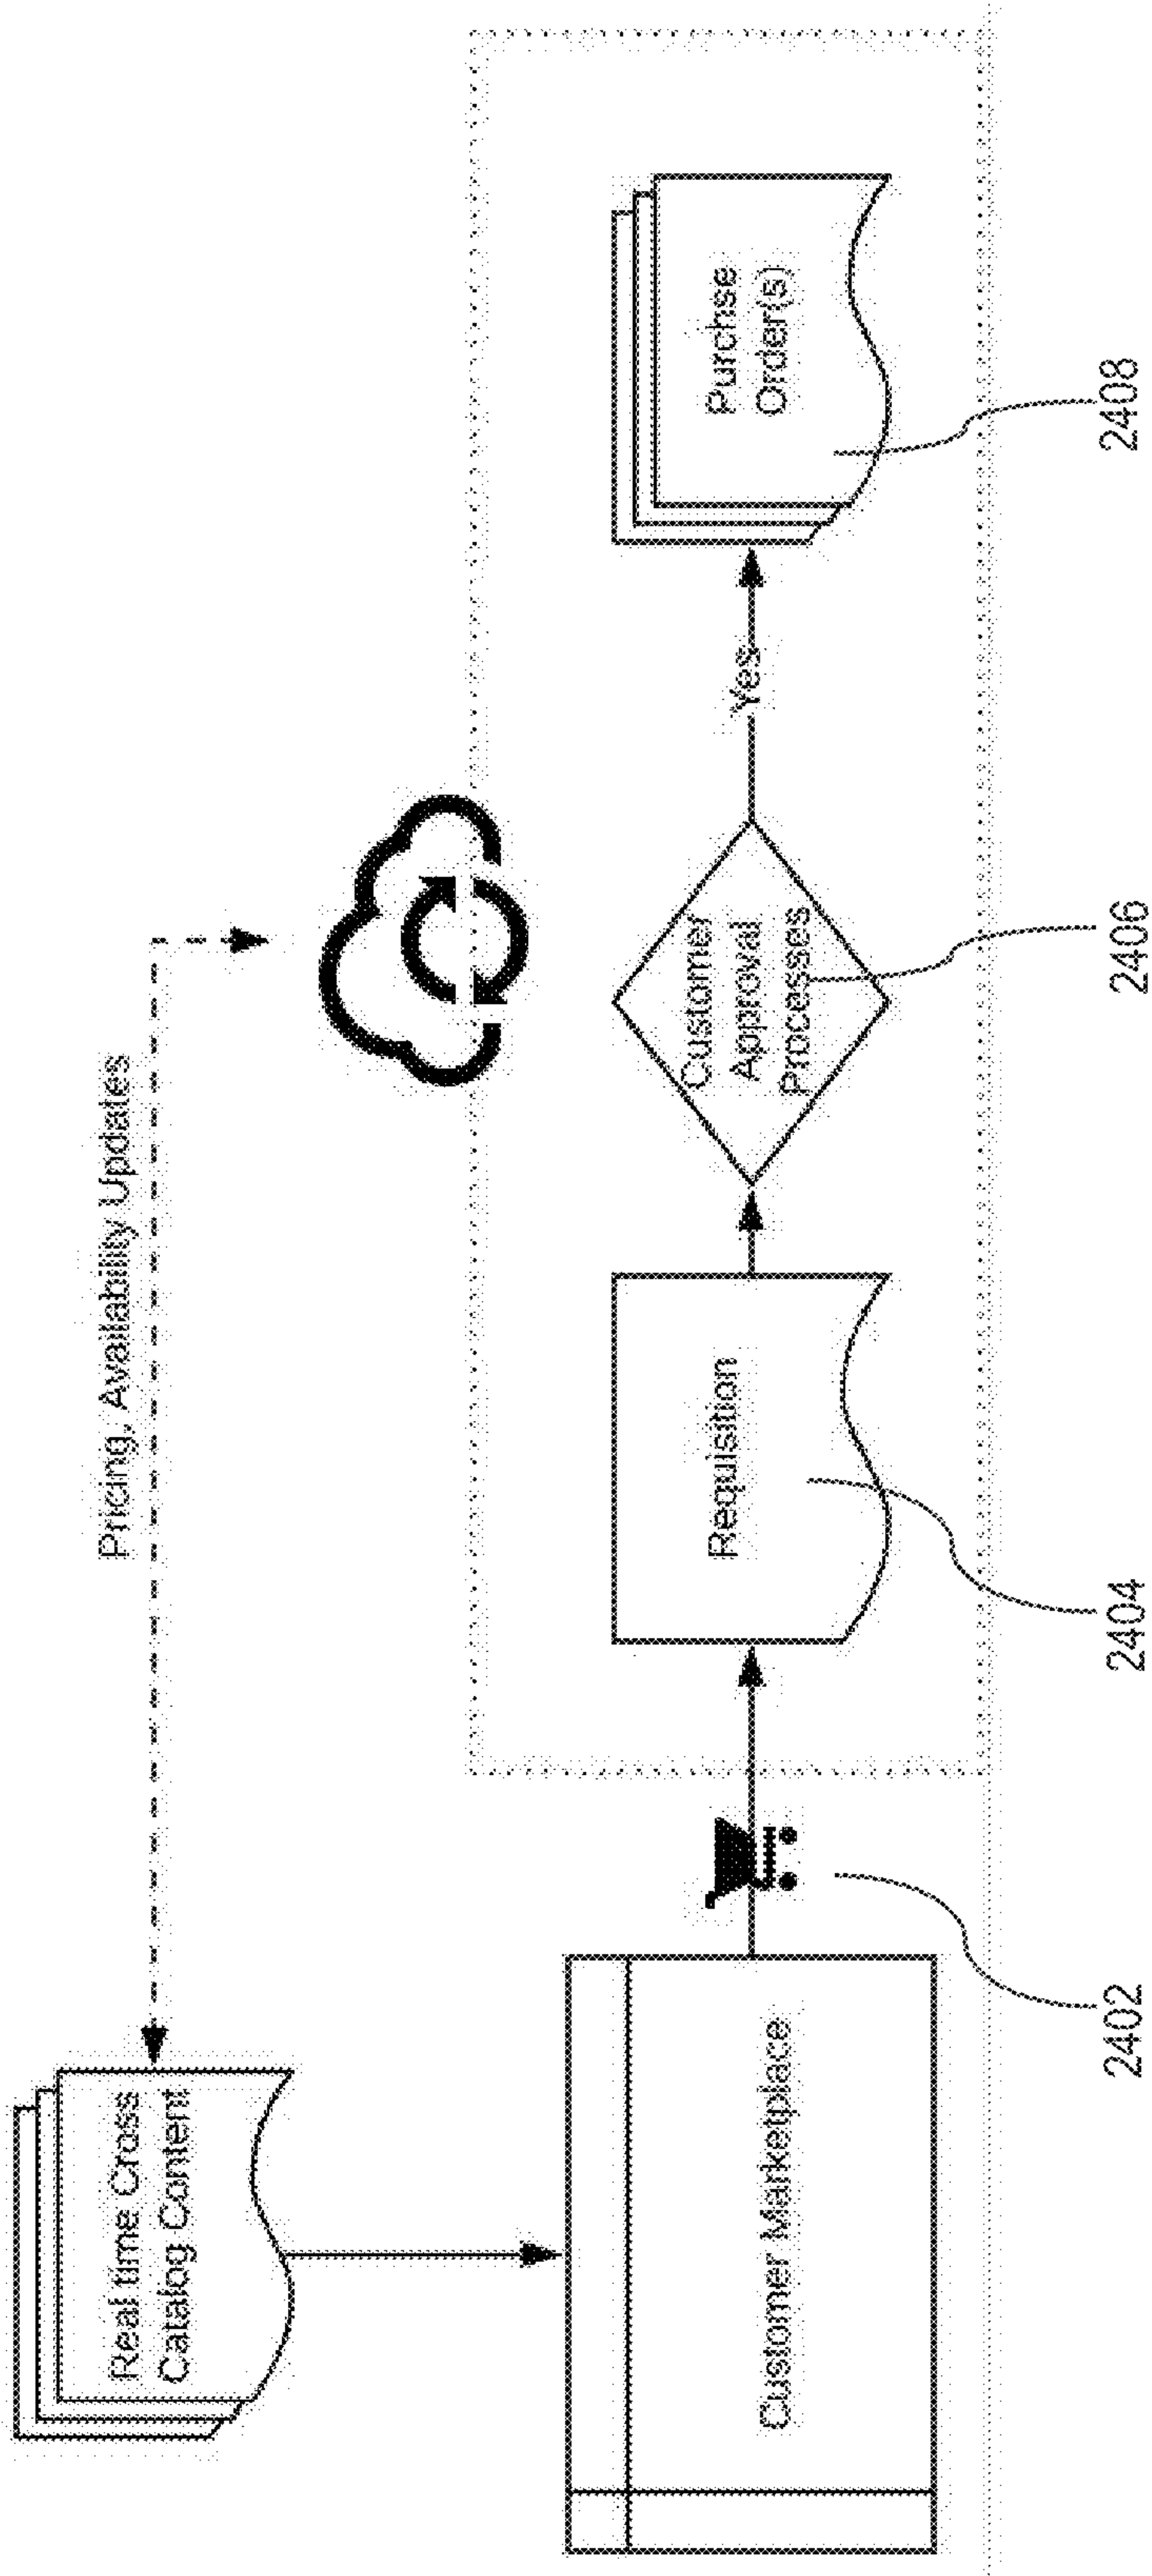 Pricing, Availability Updates
Real time Cross
Catalog Content
Customer Marketplace
Requisition
Customer
Approval
Processes
Yes
Purchse
Order(s)
2402
2404
2406
2408